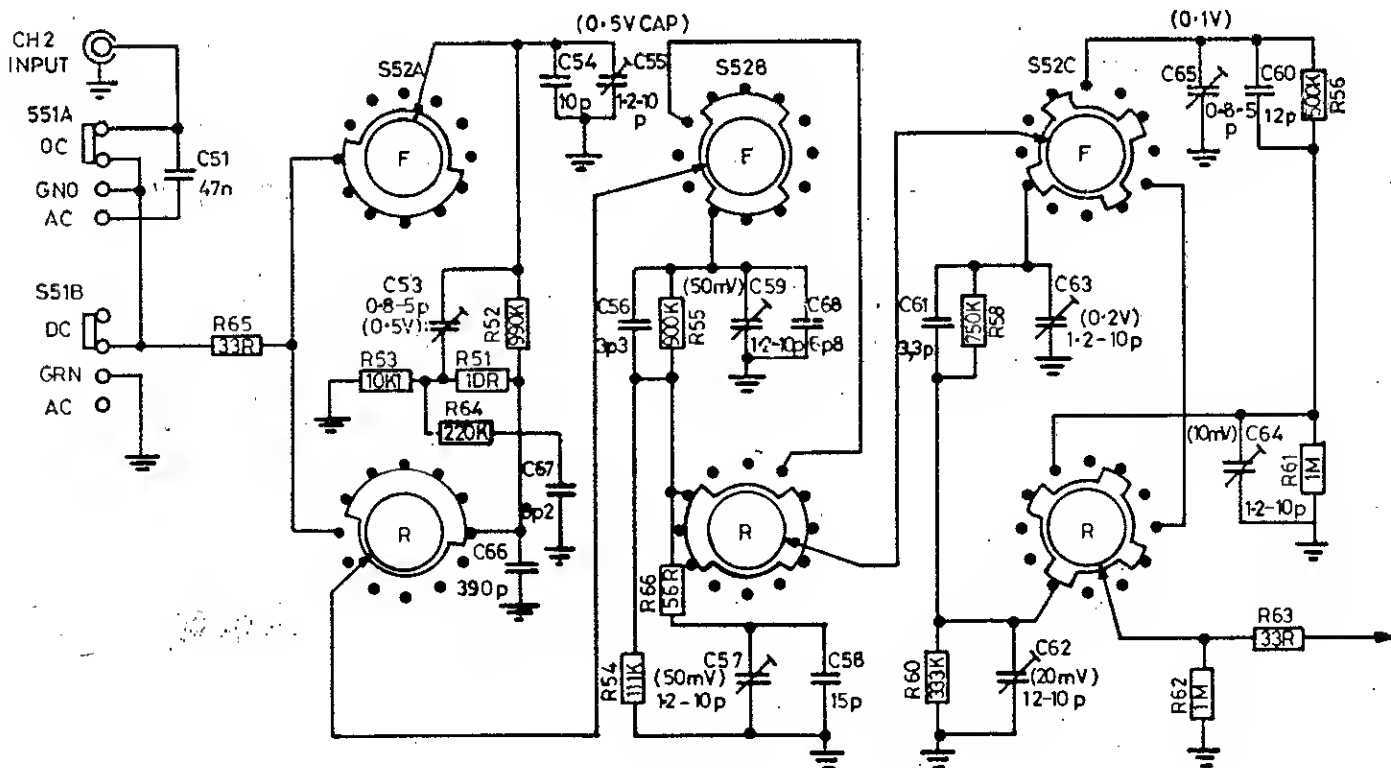 CH2
INPUT
S51A
DC
GND
AC
C51
47n
S51B
DC
GRN
AC
R65
33R
S52A
F
(0·5V CAP)
C54
10p
C55
1·2-10
p
C53
0·8-5p
(0·5V)
R52
990K
R53
10K1
R51
10R
R64
220K
C67
R
C66
390p
S52B
F
(50mV)
C56
3p3
R55
900K
C59
1·2-10p
C68
6p8
R
R66
56R
R54
111K
(50mV)
1·2-10p
C57
C58
15p
S52C
F
(0·1V)
C65
0·8-5
p
C60
12p
R56
500K
C61
3,3p
R58
750K
C63
(0·2V)
1·2-10p
(10mV)
C64
1·2-10p
R61
1M
R
R60
333K
C62
(20mV)
12-10p
R63
33R
R62
1M